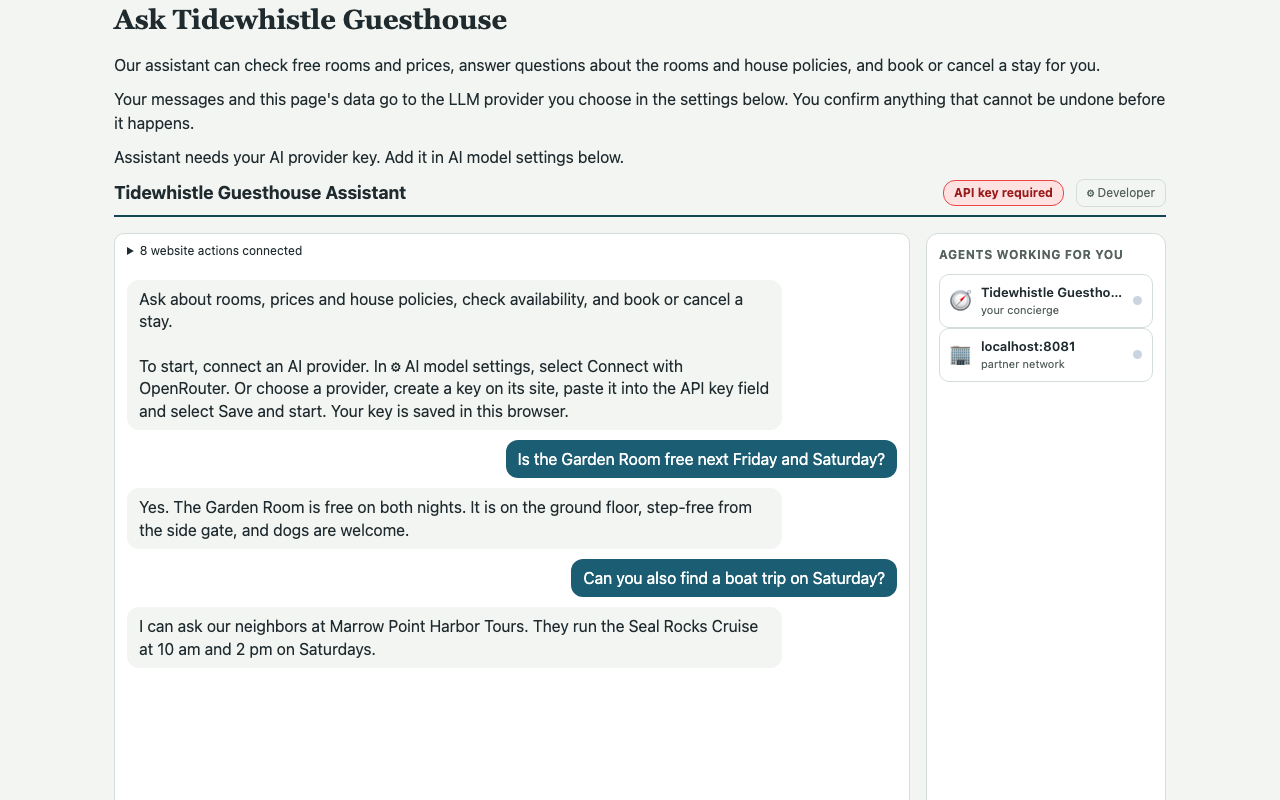 Ask Tidewhistle Guesthouse
Our assistant can check free rooms and prices, answer questions about the rooms and house policies, and book or cancel a stay for you.
Your messages and this page's data go to the LLM provider you choose in the settings below. You confirm anything that cannot be undone before
it happens.
Assistant needs your AI provider key. Add it in AI model settings below.
Tidewhistle Guesthouse Assistant
API key required
⚙ Developer
▶ 8 website actions connected
Ask about rooms, prices and house policies, check availability, and book or cancel a
stay.
To start, connect an AI provider. In ⚙ AI model settings, select Connect with
OpenRouter. Or choose a provider, create a key on its site, paste it into the API key field
and select Save and start. Your key is saved in this browser.
Is the Garden Room free next Friday and Saturday?
Yes. The Garden Room is free on both nights. It is on the ground floor, step-free from
the side gate, and dogs are welcome.
Can you also find a boat trip on Saturday?
I can ask our neighbors at Marrow Point Harbor Tours. They run the Seal Rocks Cruise
at 10 am and 2 pm on Saturdays.
AGENTS WORKING FOR YOU
Tidewhistle Guestho...
your concierge
localhost:8081
partner network